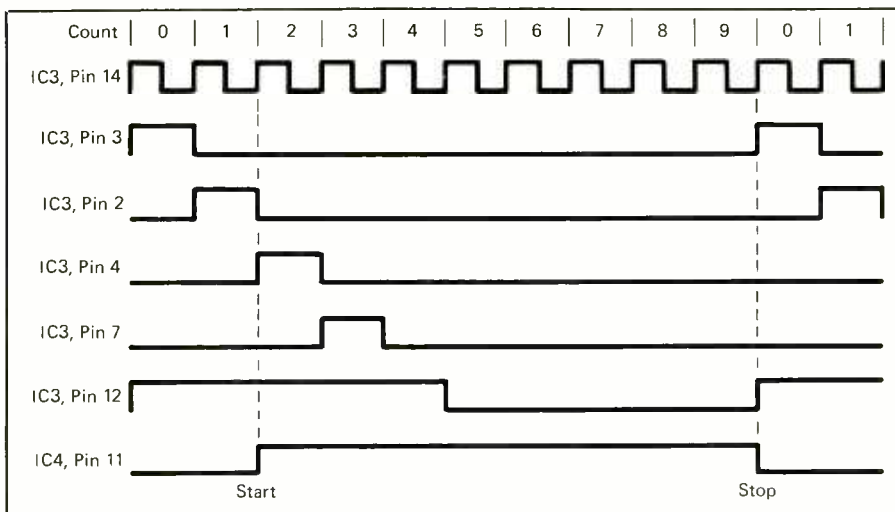 Count 0 1 2 3 4 5 6 7 8 9 0 1
IC3, Pin 14
IC3, Pin 3
IC3, Pin 2
IC3, Pin 4
IC3, Pin 7
IC3, Pin 12
IC4, Pin 11
Start Stop